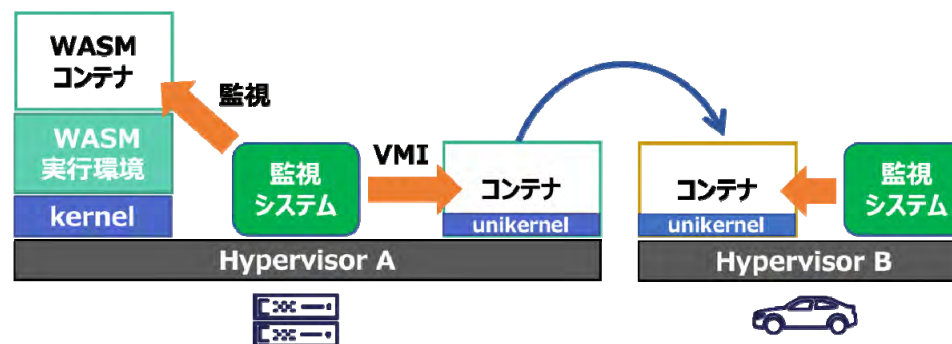 WASM
コンテナ
監視
WASM
実行環境
kernel
監視
システム
VMI
コンテナ
unikernel
Hypervisor A
コンテナ
unikernel
監視
システム
Hypervisor B